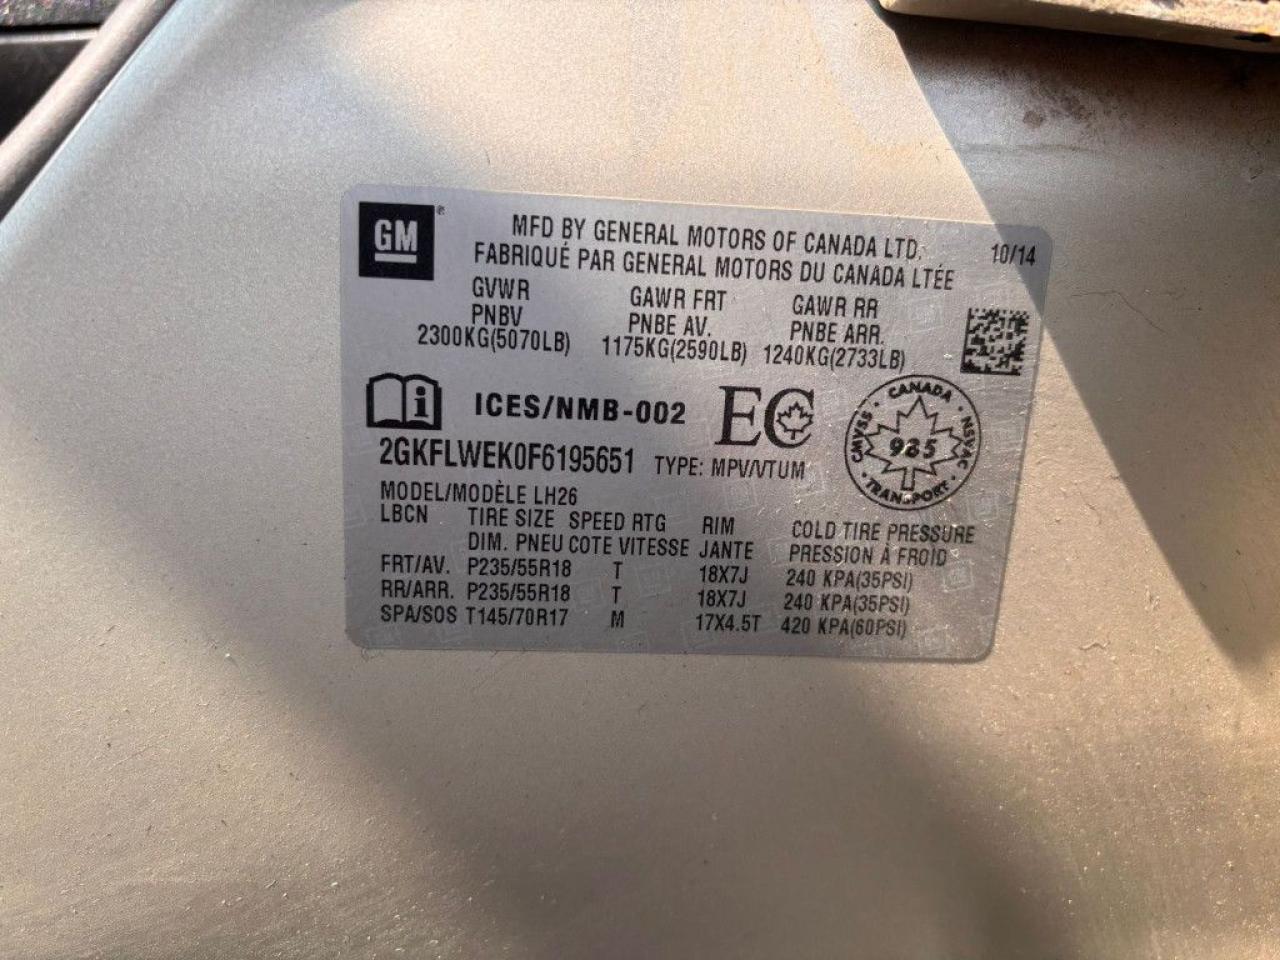 GM®
MFD BY GENERAL MOTORS OF CANADA LTD. 10/14
FABRIQUÉ PAR GENERAL MOTORS DU CANADA LTÉE
GVWR GAWR FRT GAWR RR
PNBV PNBE AV. PNBE ARR.
2300KG(5070LB) 1175KG(2590LB) 1240KG(2733LB)
i ICES/NMB-002 EC
CANADA · NSVAC · TRANSPORT · CMVSS ·
985
2GKFLWEK0F6195651 TYPE: MPV/VTUM
MODEL/MODÈLE LH26
LBCN TIRE SIZE SPEED RTG RIM COLD TIRE PRESSURE
DIM. PNEU COTE VITESSE JANTE PRESSION À FROID
FRT/AV. P235/55R18 T 18X7J 240 KPA(35PSI)
RR/ARR. P235/55R18 T 18X7J 240 KPA(35PSI)
SPA/SOS T145/70R17 M 17X4.5T 420 KPA(60PSI)